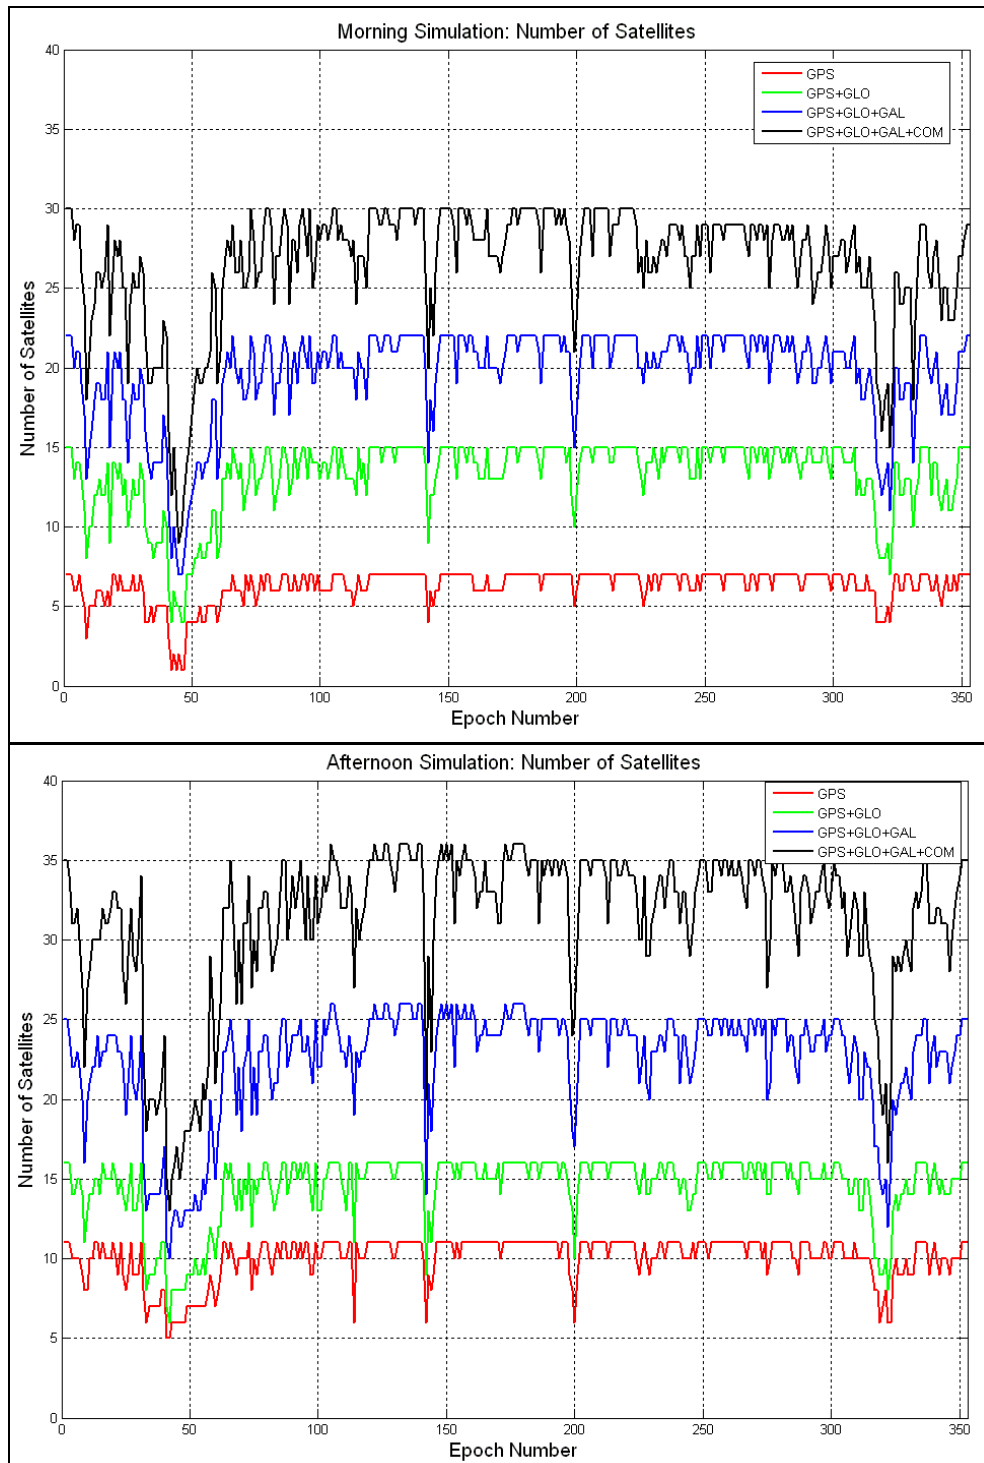 Morning Simulation: Number of Satellites
40
35
30
25
20
15
10
5
0
Number of Satellites
GPS
GPS+GLO
GPS+GLO+GAL
GPS+GLO+GAL+COM
0 50 100 150 200 250 300 350
Epoch Number
Afternoon Simulation: Number of Satellites
40
35
30
25
20
15
10
5
0
Number of Satellites
GPS
GPS+GLO
GPS+GLO+GAL
GPS+GLO+GAL+COM
0 50 100 150 200 250 300 350
Epoch Number